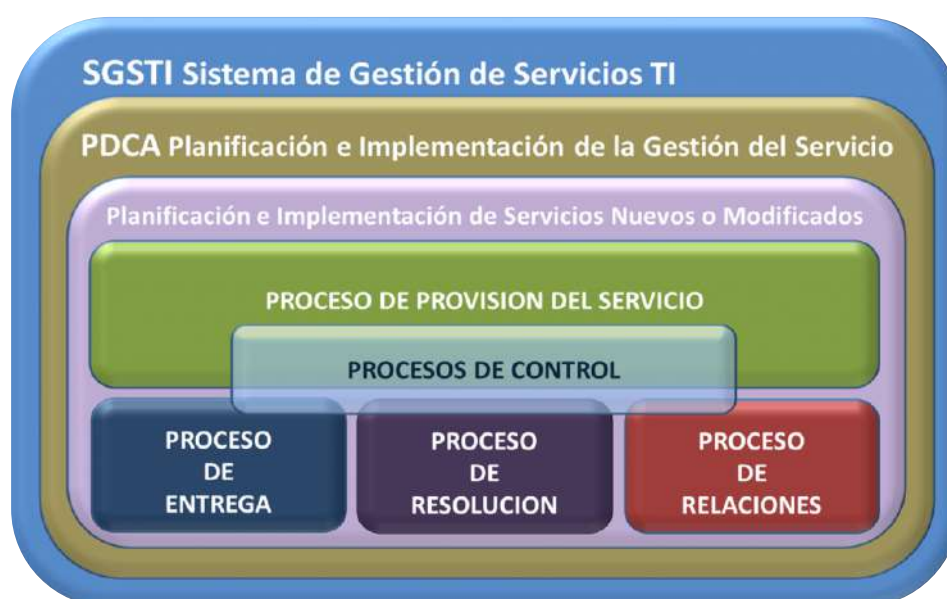 SGSTI Sistema de Gestión de Servicios TI
PDCA Planificación e Implementación de la Gestión del Servicio
Planificación e Implementación de Servicios Nuevos o Modificados
PROCESO DE PROVISION DEL SERVICIO
PROCESOS DE CONTROL
PROCESO
DE
ENTREGA
PROCESO
DE
RESOLUCION
PROCESO
DE
RELACIONES